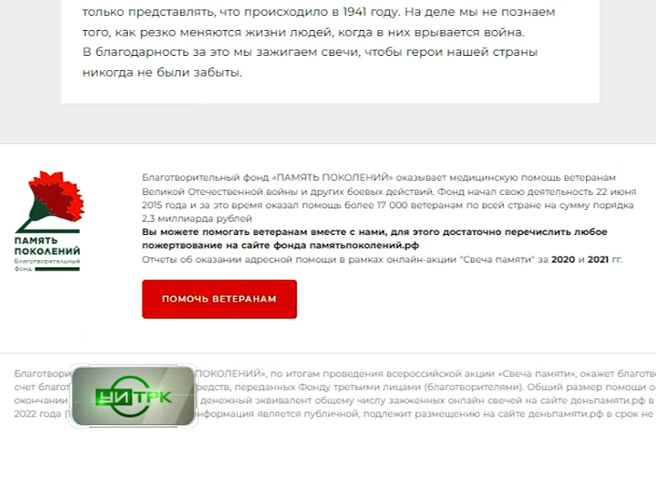 только представлять, что происходило в 1941 году. На деле мы не познаем
того, как резко меняются жизни людей, когда в них врывается война.
В благодарность за это мы зажигаем свечи, чтобы герои нашей страны
никогда не были забыты.
ПАМЯТЬ
ПОКОЛЕНИЙ
Благотворительный
фонд
Благотворительный фонд «ПАМЯТЬ ПОКОЛЕНИЙ» оказывает медицинскую помощь ветеранам
Великой Отечественной войны и других боевых действий. Фонд начал свою деятельность 22 июня
2015 года и за это время оказал помощь более 17 000 ветеранам по всей стране на сумму порядка
2,3 миллиарда рублей
Вы можете помогать ветеранам вместе с нами, для этого достаточно перечислить любое
пожертвование на сайте фонда памятьпоколений.рф
Отчеты об оказании адресной помощи в рамках онлайн-акции "Свеча памяти" за 2020 и 2021 гг.
ПОМОЧЬ ВЕТЕРАНАМ
Благотвори ПОКОЛЕНИЙ», по итогам проведения всероссийской акции «Свеча памяти», окажет благотво
счет благот редств, переданных Фонду третьими лицами (благотворителями). Общий размер помощи о
окончании денежный эквивалент общему числу зажженных онлайн свечей на сайте деньпамяти.рф в
2022 года нформация является публичной, подлежит размещению на сайте деньпамяти.рф в срок не
УИТРК